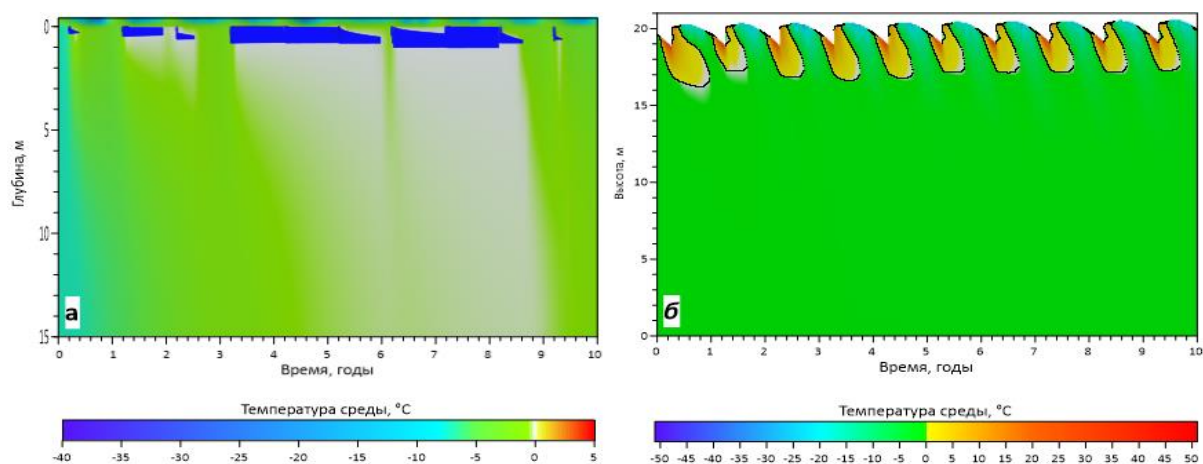 0
5
10
15
Глубина, м
а
0 1 2 3 4 5 6 7 8 9 10
Время, годы
Температура среды, °C
-40 -35 -30 -25 -20 -15 -10 -5 0 5
20
15
10
5
0
Высота, м
б
0 1 2 3 4 5 6 7 8 9 10
Время, годы
Температура среды, °C
-50 -45 -40 -35 -30 -25 -20 -15 -10 -5 0 5 10 15 20 25 30 35 40 45 50